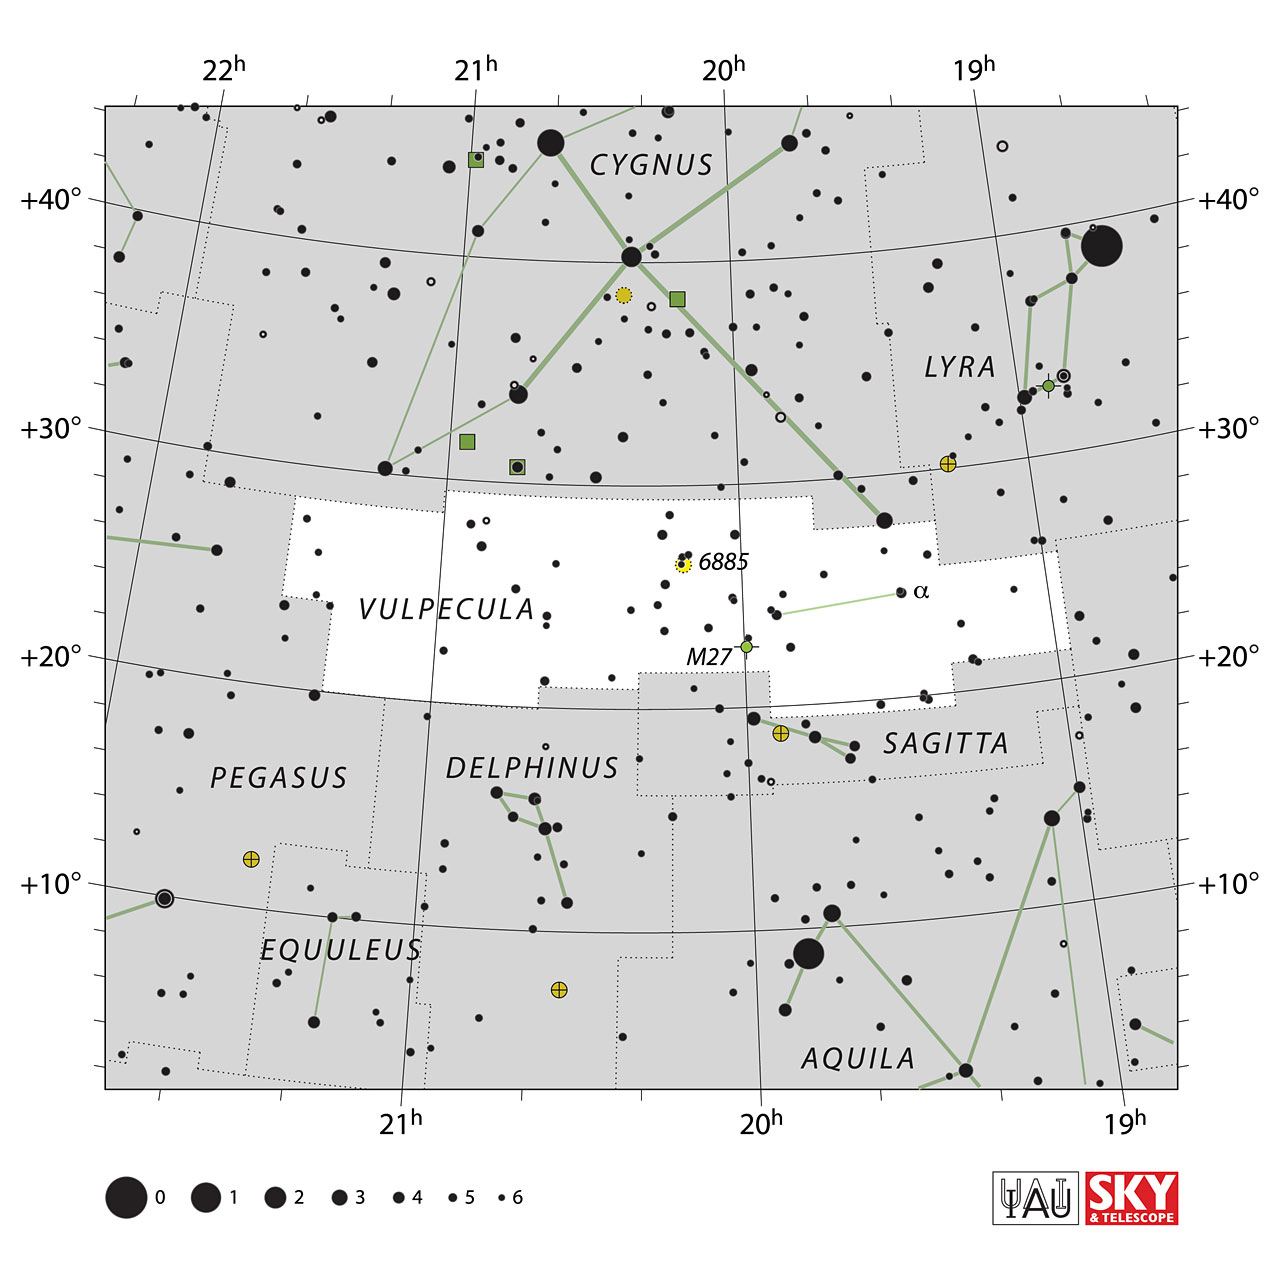 22h 21h 20h 19h
CYGNUS
+40° +40°
LYRA
+30° +30°
6885
α
VULPECULA
M27
+20° +20°
SAGITTA
DELPHINUS
PEGASUS
+10° +10°
EQUULEUS
AQUILA
21h 20h 19h
0 1 2 3 4 5 6
IAU
SKY
& TELESCOPE